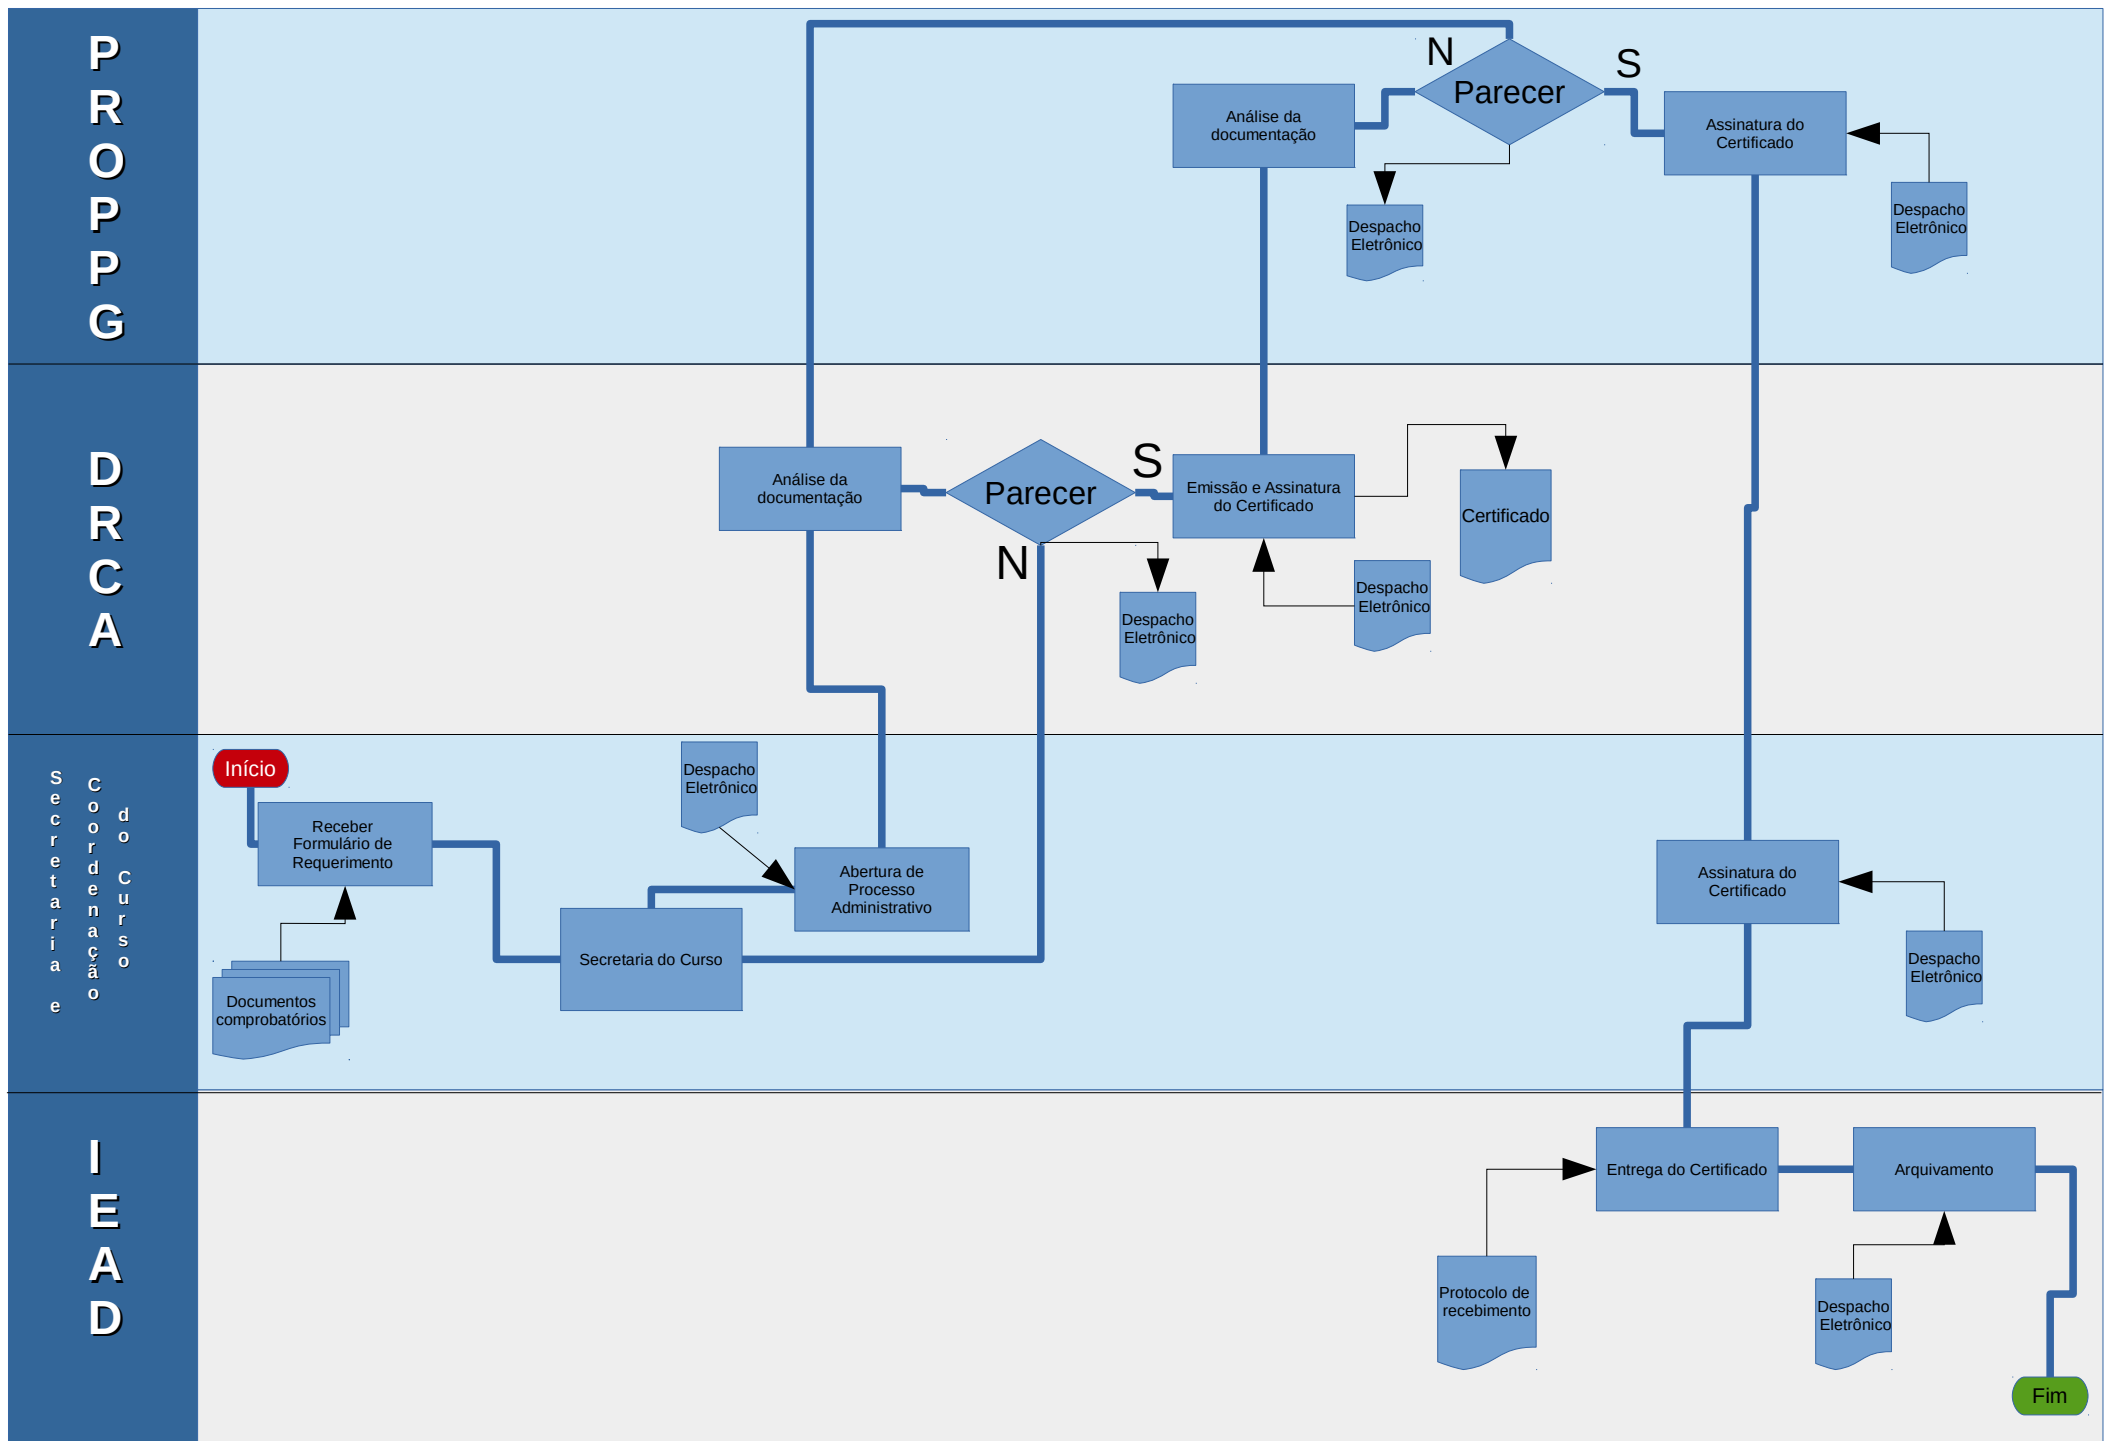 PROPPG
N
S
Parecer
Análise da
documentação
Assinatura do
Certificado
Despacho
Eletrônico
Despacho
Eletrônico
DRCA
Análise da
documentação
Parecer
S
N
Emissão e Assinatura
do Certificado
Certificado
Despacho
Eletrônico
Despacho
Eletrônico
Secretaria e
Coordenação
do Curso
Início
Receber
Formulário de
Requerimento
Documentos
comprobatórios
Despacho
Eletrônico
Abertura de
Processo
Administrativo
Secretaria do Curso
Assinatura do
Certificado
Despacho
Eletrônico
IEAD
Entrega do Certificado
Arquivamento
Protocolo de
recebimento
Despacho
Eletrônico
Fim